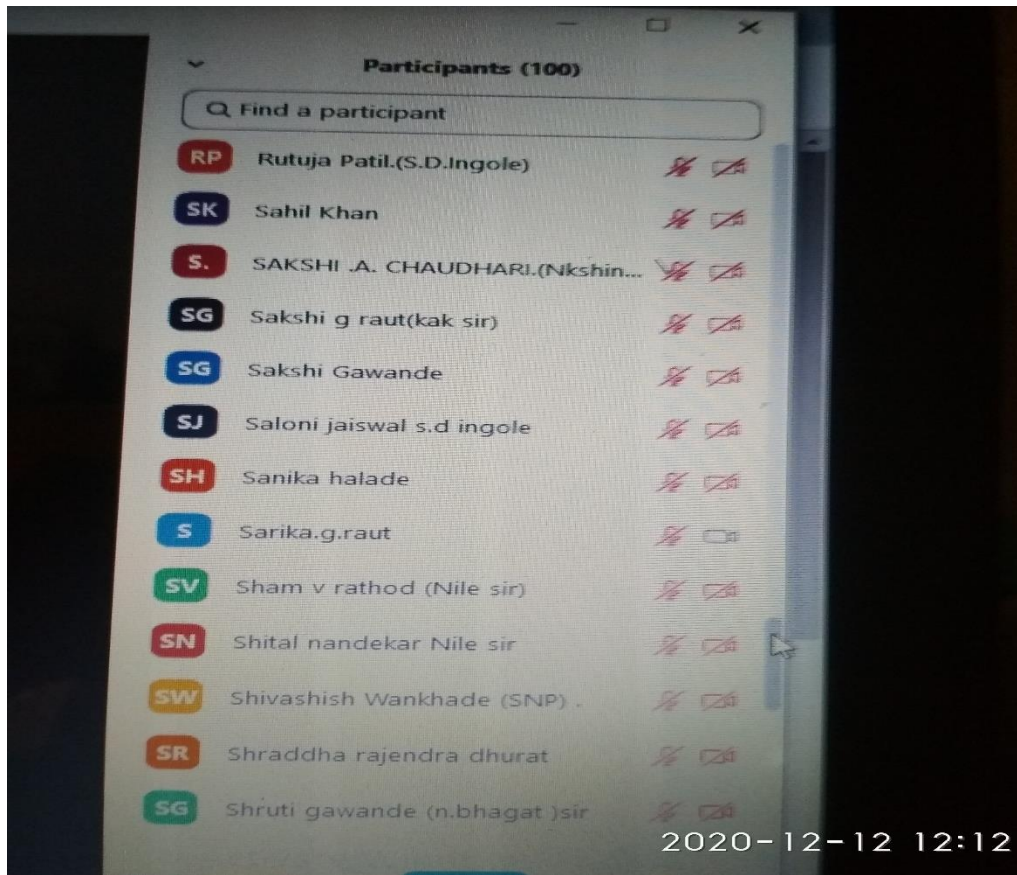 Participants (100)
Find a participant
RP Rutuja Patil.(S.D.Ingole)
SK Sahil Khan
S. SAKSHI .A. CHAUDHARI.(Nkshin...
SG Sakshi g raut(kak sir)
SG Sakshi Gawande
SJ Saloni jaiswal s.d ingole
SH Sanika halade
S Sarika.g.raut
SV Sham v rathod (Nile sir)
SN Shital nandekar Nile sir
SW Shivashish Wankhade (SNP) .
SR Shraddha rajendra dhurat
SG Shruti gawande (n.bhagat )sir
2020-12-12 12:12